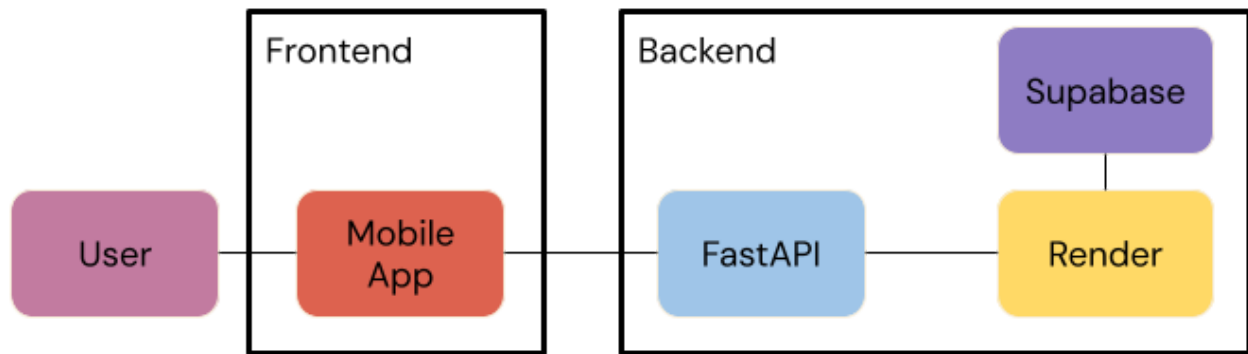 Frontend
Backend
Supabase
User
Mobile
App
FastAPI
Render